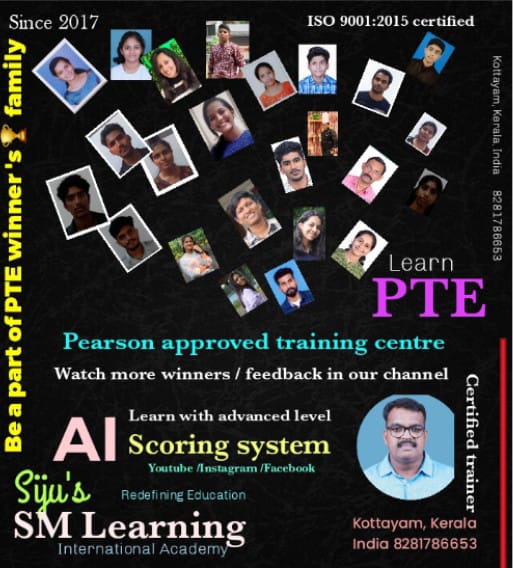 Since 2017
ISO 9001:2015 certified
Be a part of PTE winner's family
Kottayam, Kerala, India 8281786653
Learn
PTE
Pearson approved training centre
Watch more winners / feedback in our channel
Learn with advanced level
AI Scoring system
Youtube /Instagram /Facebook
Certified trainer
Siju's
Redefining Education
SM Learning
International Academy
Kottayam, Kerala
India 8281786653